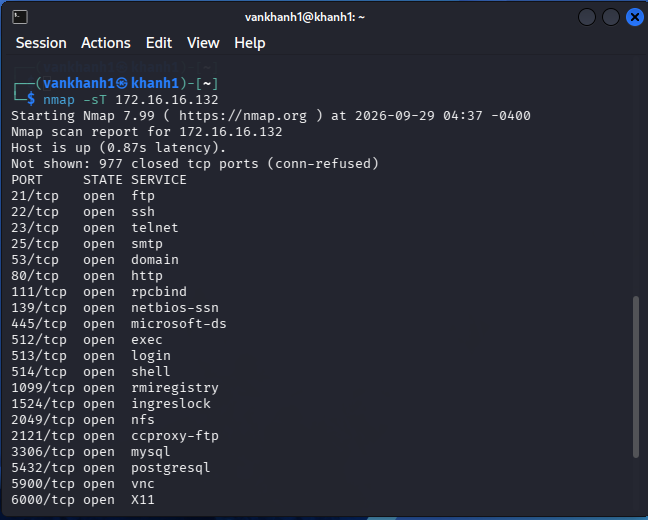 vankhanh1@khanh1: ~
Session Actions Edit View Help
┌──(vankhanh1㉿khanh1)-[~]
└─$ nmap -sT 172.16.16.132
Starting Nmap 7.99 ( https://nmap.org ) at 2026-09-29 04:37 -0400
Nmap scan report for 172.16.16.132
Host is up (0.87s latency).
Not shown: 977 closed tcp ports (conn-refused)
PORT     STATE SERVICE
21/tcp   open  ftp
22/tcp   open  ssh
23/tcp   open  telnet
25/tcp   open  smtp
53/tcp   open  domain
80/tcp   open  http
111/tcp  open  rpcbind
139/tcp  open  netbios-ssn
445/tcp  open  microsoft-ds
512/tcp  open  exec
513/tcp  open  login
514/tcp  open  shell
1099/tcp open  rmiregistry
1524/tcp open  ingreslock
2049/tcp open  nfs
2121/tcp open  ccproxy-ftp
3306/tcp open  mysql
5432/tcp open  postgresql
5900/tcp open  vnc
6000/tcp open  X11